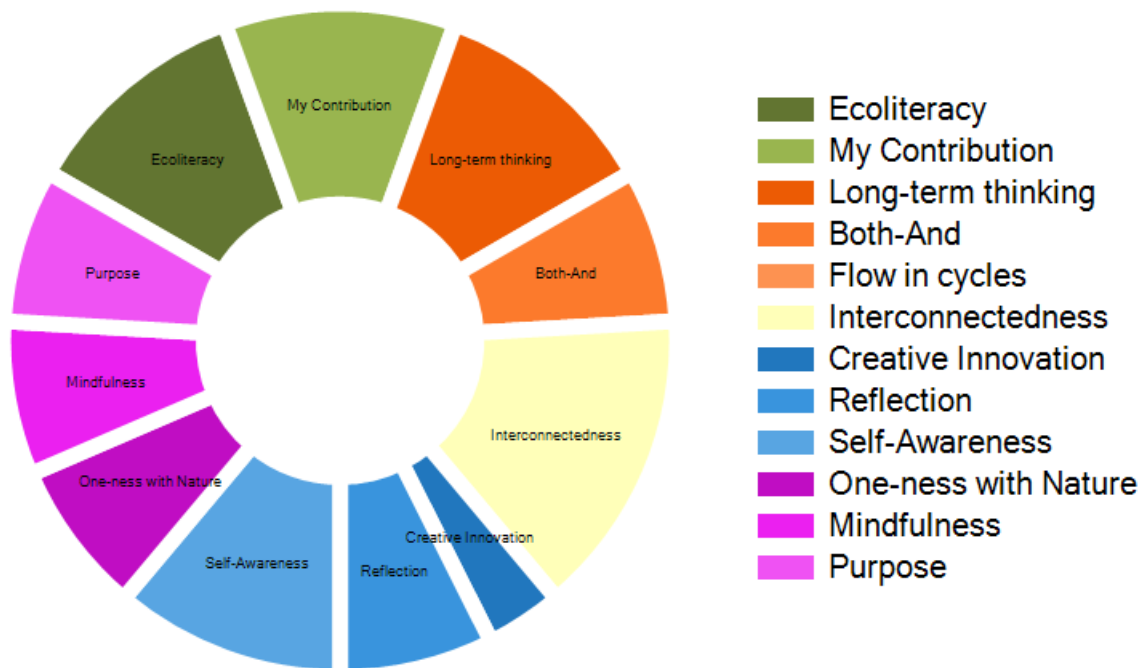 My Contribution
Long-term thinking
Ecoliteracy
Both-And
Purpose
Mindfulness
Interconnectedness
One-ness with Nature
Creative Innovation
Self-Awareness
Reflection
Ecoliteracy
My Contribution
Long-term thinking
Both-And
Flow in cycles
Interconnectedness
Creative Innovation
Reflection
Self-Awareness
One-ness with Nature
Mindfulness
Purpose